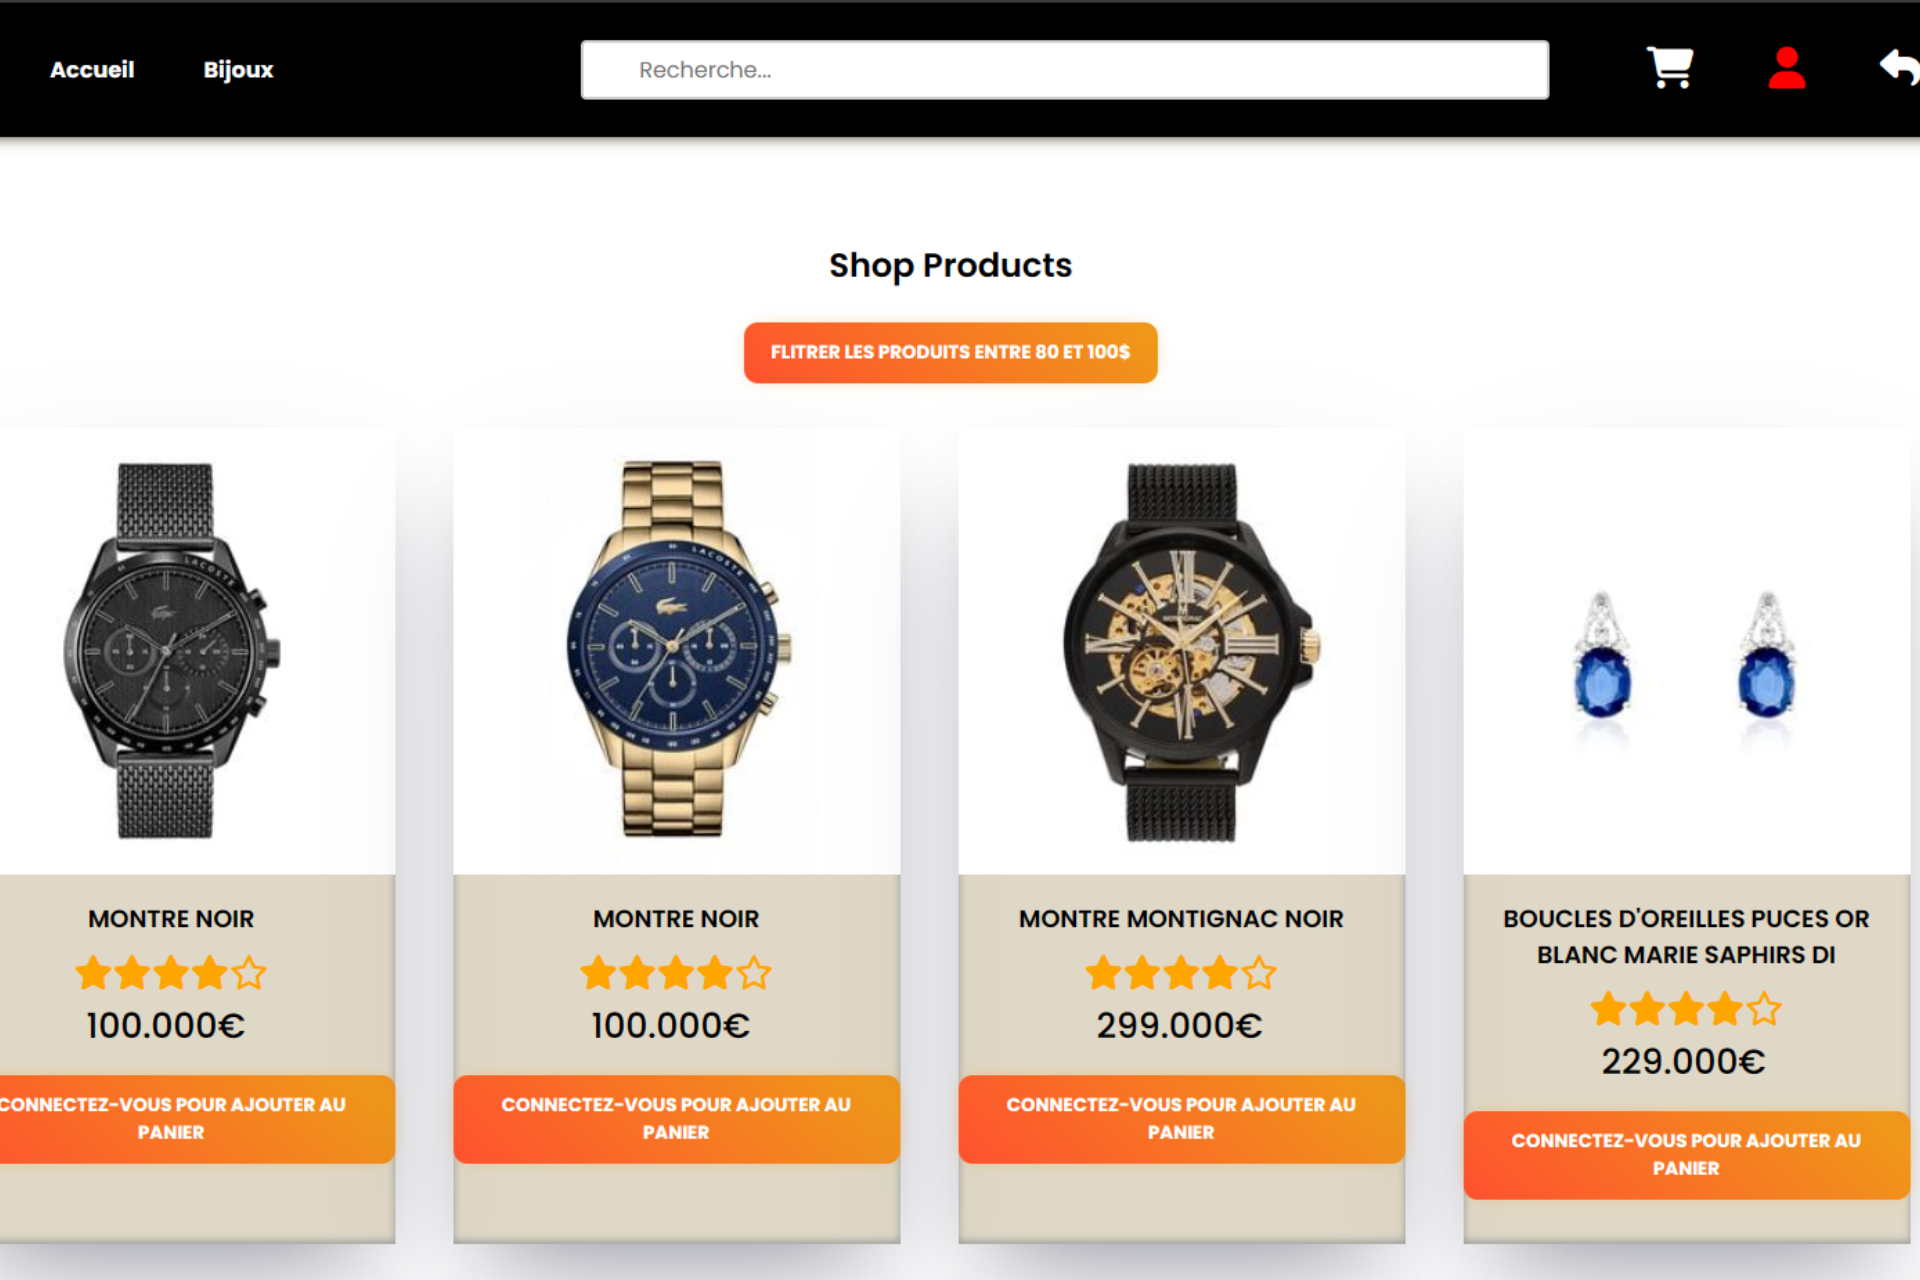 Accueil Bijoux Recherche...
Shop Products
FLITRER LES PRODUITS ENTRE 80 ET 100$
LACOSTE
LACOSTE
MONTRE NOIR
100.000€
CONNECTEZ-VOUS POUR AJOUTER AU
PANIER
MONTRE NOIR
100.000€
CONNECTEZ-VOUS POUR AJOUTER AU
PANIER
MONTRE MONTIGNAC NOIR
299.000€
CONNECTEZ-VOUS POUR AJOUTER AU
PANIER
BOUCLES D'OREILLES PUCES OR
BLANC MARIE SAPHIRS DI
229.000€
CONNECTEZ-VOUS POUR AJOUTER AU
PANIER